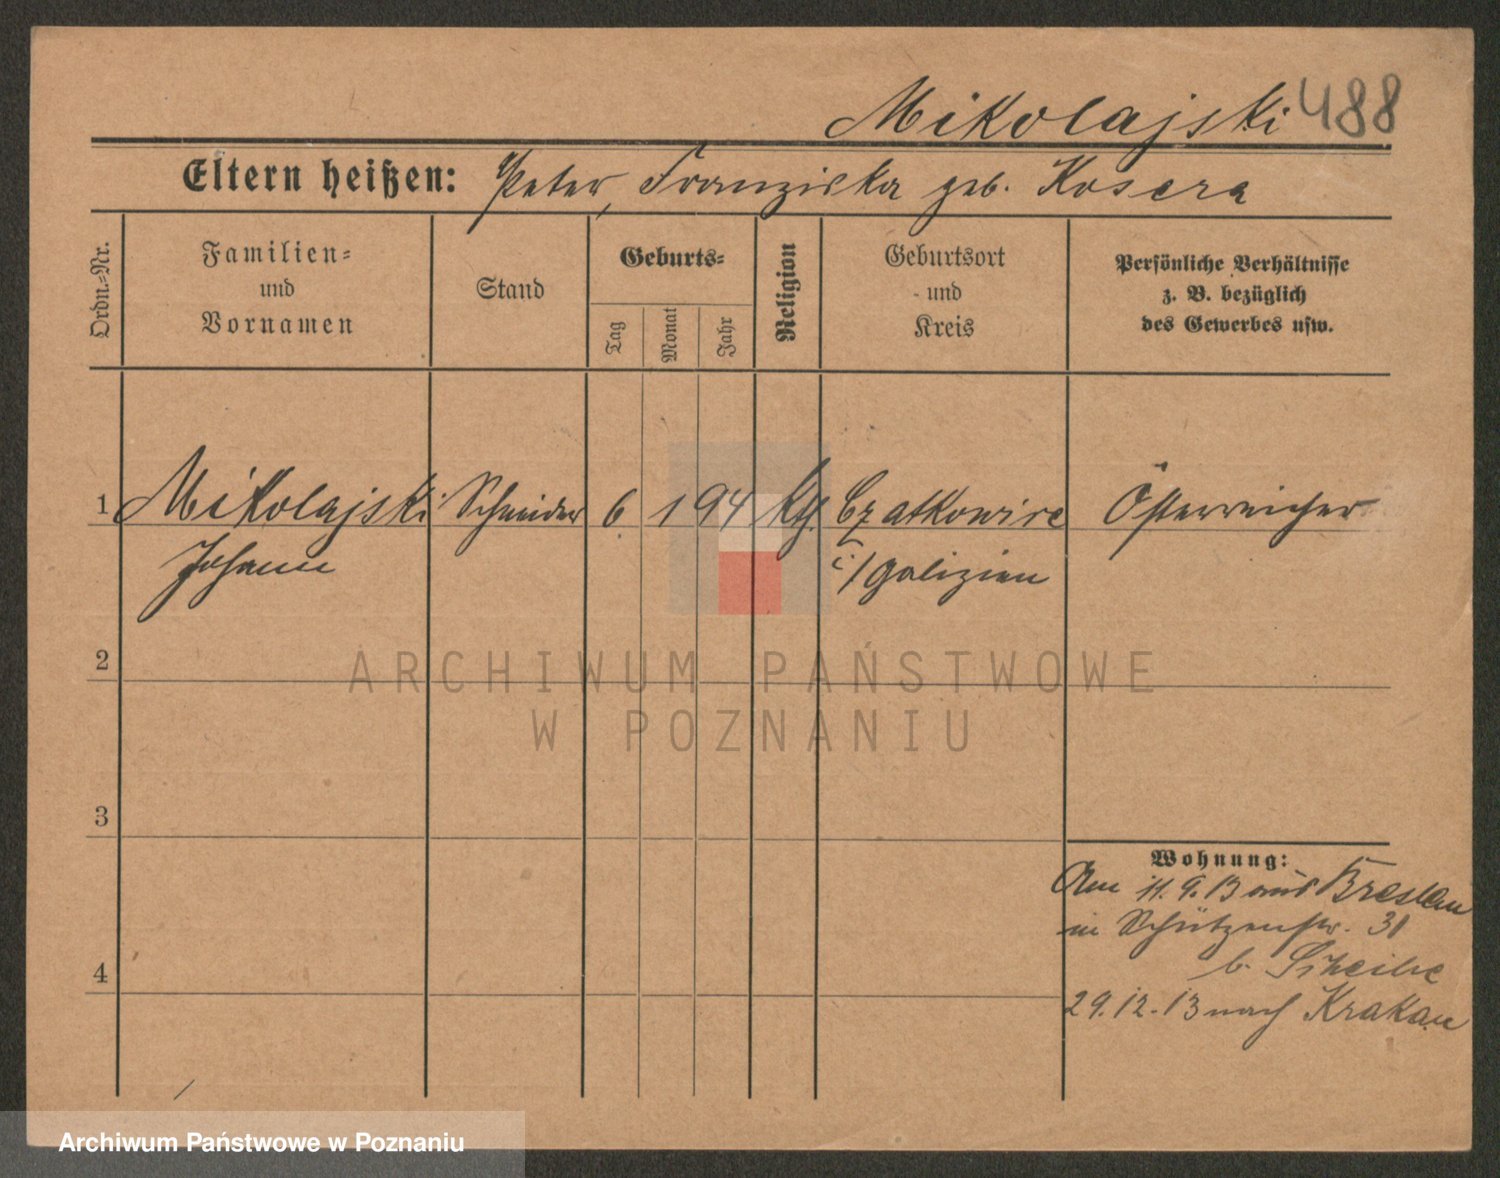 Mikolajski 488
Eltern heißen: Peter, Franziska geb. Kosera
Ordn.-Nr.
Familien-
und
Vornamen
Stand
Geburts-
Tag
Monat
Jahr
Religion
Geburtsort
und
Kreis
Persönliche Verhältnisse
z. B. bezüglich
des Gewerbes usw.
1 Mikolajski Schneider 6. 1 94 kth. Czatkowice Österreicher
Johann i/Galizien
2
ARCHIWUM PAŃSTWOWE
W POZNANIU
3
Wohnung:
Am 11.9.13 aus Breslau
in Schützenstr. 31
b. Scheibe
4
29.12.13 nach Krakau
Archiwum Państwowe w Poznaniu